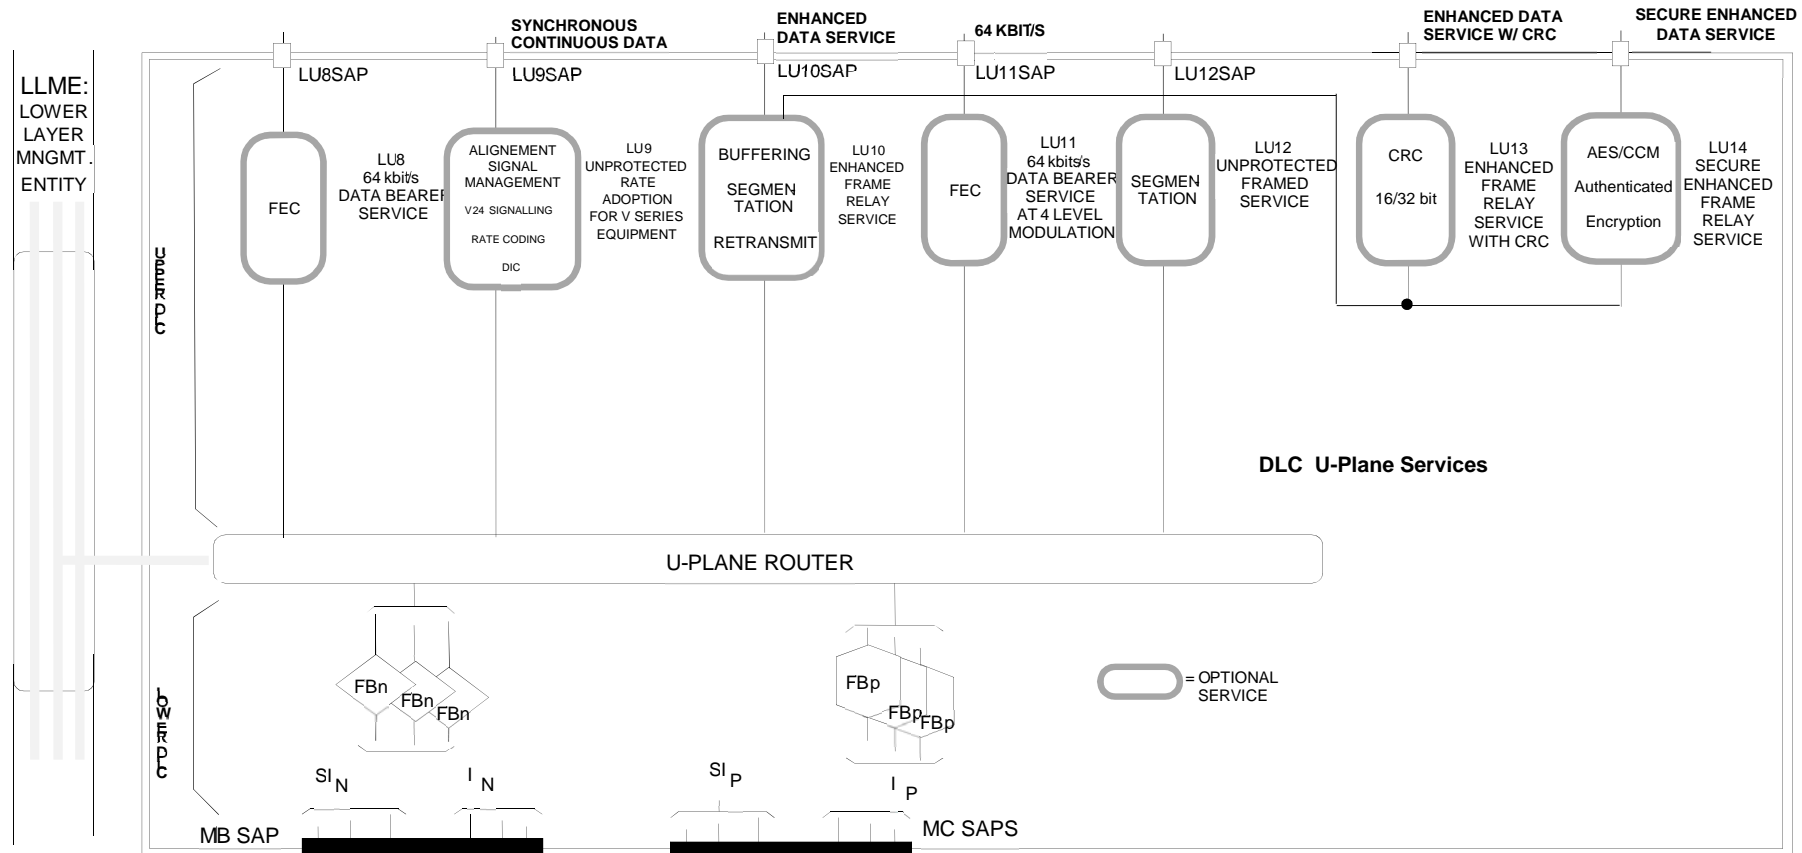 SYNCHRONOUS
CONTINUOUS DATA
ENHANCED
DATA SERVICE
64 KBIT/S
ENHANCED DATA
SERVICE W/ CRC
SECURE ENHANCED
DATA SERVICE
LU8SAP
LU9SAP
LU10SAP
LU11SAP
LU12SAP
LLME:
LOWER
LAYER
MNGMT.
ENTITY
UPPER DLC
FEC
LU8
64 kbit/s
DATA BEARER
SERVICE
ALIGNEMENT
SIGNAL
MANAGEMENT
V24 SIGNALLING
RATE CODING
DIC
LU9
UNPROTECTED
RATE
ADOPTION
FOR V SERIES
EQUIPMENT
BUFFERING
SEGMEN
TATION
RETRANSMIT
LU10
ENHANCED
FRAME
RELAY
SERVICE
FEC
LU11
64 kbits/s
DATA BEARER
SERVICE
AT 4 LEVEL
MODULATION
SEGMEN
TATION
LU12
UNPROTECTED
FRAMED
SERVICE
CRC
16/32 bit
LU13
ENHANCED
FRAME
RELAY
SERVICE
WITH CRC
AES/CCM
Authenticated
Encryption
LU14
SECURE
ENHANCED
FRAME
RELAY
SERVICE
DLC U-Plane Services
U-PLANE ROUTER
LOWER DLC
FBn
FBn
FBn
FBp
FBp
FBp
= OPTIONAL
SERVICE
SI N
I N
SI P
I P
MB SAP
MC SAPS